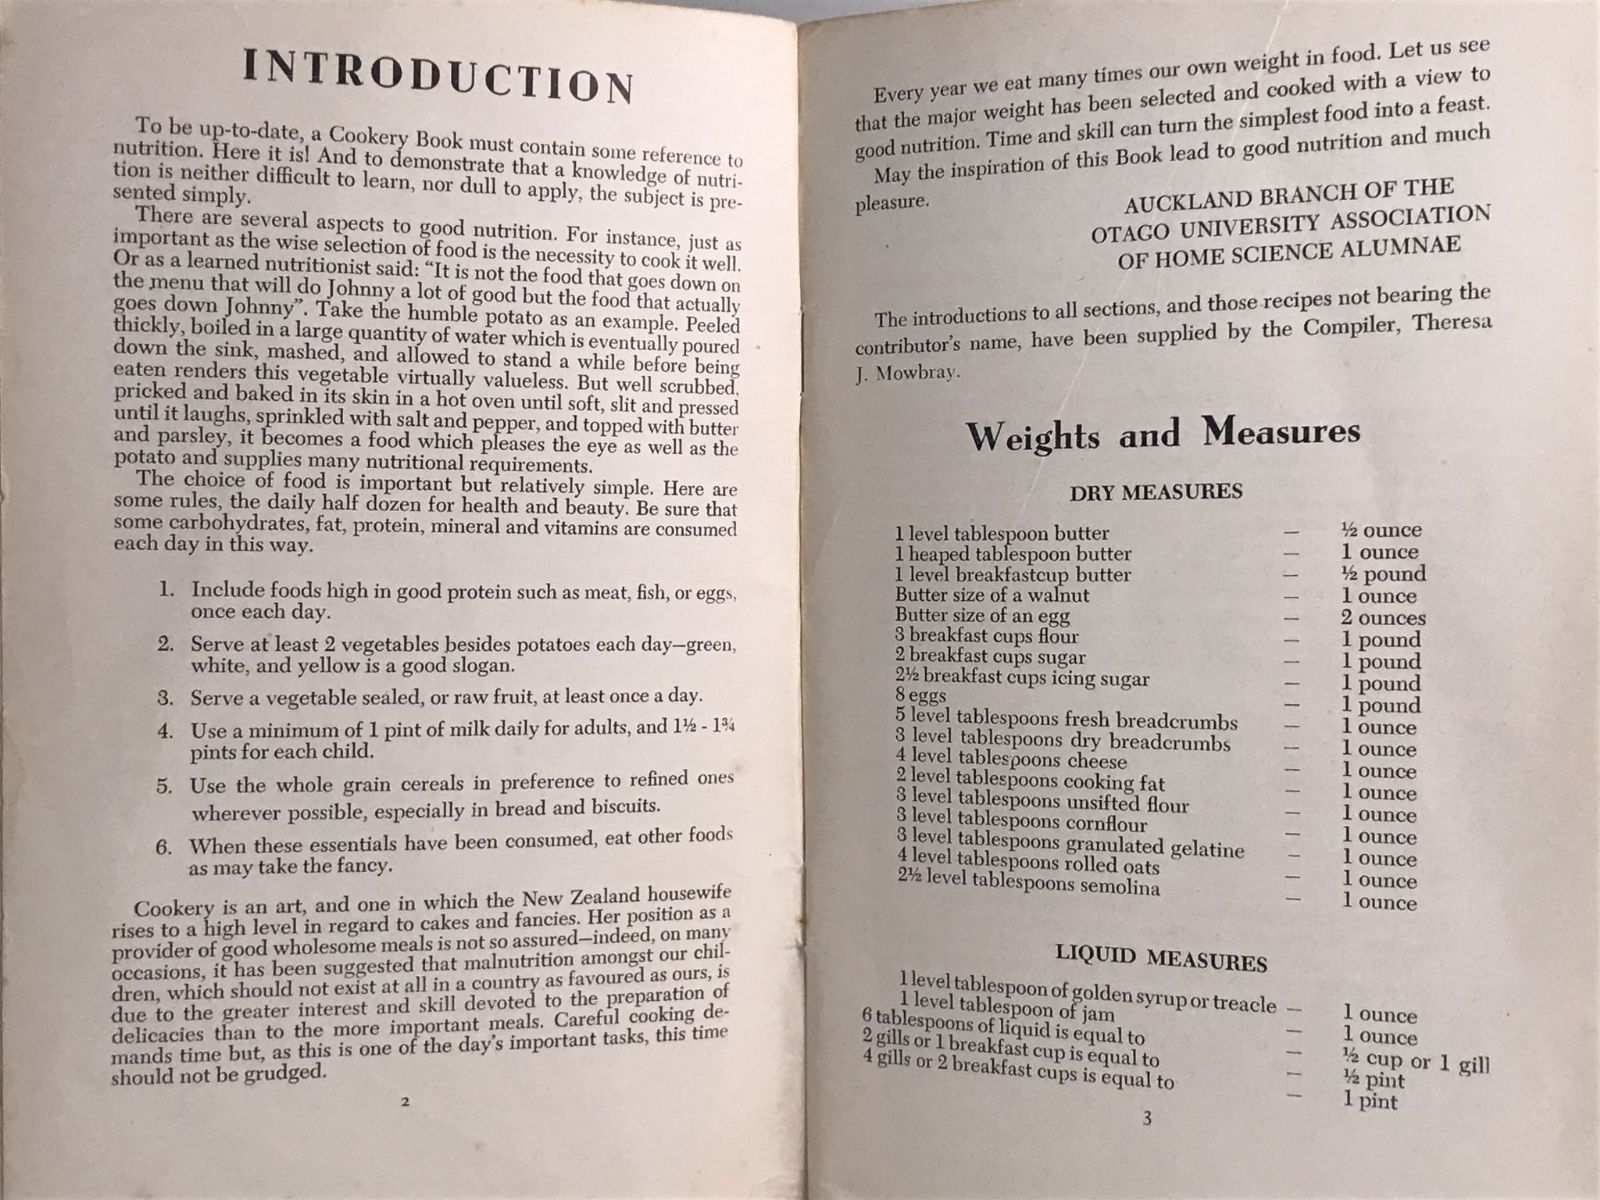 INTRODUCTION
To be up-to-date, a Cookery Book must contain some reference to
nutrition. Here it is! And to demonstrate that a knowledge of nutri-
tion is neither difficult to learn, nor dull to apply, the subject is pre-
sented simply.
There are several aspects to good nutrition. For instance, just as
important as the wise selection of food is the necessity to cook it well.
Or as a learned nutritionist said: “It is not the food that goes down on
the menu that will do Johnny a lot of good but the food that actually
goes down Johnny”. Take the humble potato as an example. Peeled
thickly, boiled in a large quantity of water which is eventually poured
down the sink, mashed, and allowed to stand a while before being
eaten renders this vegetable virtually valueless. But well scrubbed,
pricked and baked in its skin in a hot oven until soft, slit and pressed
until it laughs, sprinkled with salt and pepper, and topped with butter
and parsley, it becomes a food which pleases the eye as well as the
potato and supplies many nutritional requirements.
The choice of food is important but relatively simple. Here are
some rules, the daily half dozen for health and beauty. Be sure that
some carbohydrates, fat, protein, mineral and vitamins are consumed
each day in this way.
1. Include foods high in good protein such as meat, fish, or eggs,
once each day.
2. Serve at least 2 vegetables besides potatoes each day—green,
white, and yellow is a good slogan.
3. Serve a vegetable sealed, or raw fruit, at least once a day.
4. Use a minimum of 1 pint of milk daily for adults, and 1½ - 1¾
pints for each child.
5. Use the whole grain cereals in preference to refined ones
wherever possible, especially in bread and biscuits.
6. When these essentials have been consumed, eat other foods
as may take the fancy.
Cookery is an art, and one in which the New Zealand housewife
rises to a high level in regard to cakes and fancies. Her position as a
provider of good wholesome meals is not so assured—indeed, on many
occasions, it has been suggested that malnutrition amongst our chil-
dren, which should not exist at all in a country as favoured as ours, is
due to the greater interest and skill devoted to the preparation of
delicacies than to the more important meals. Careful cooking de-
mands time but, as this is one of the day's important tasks, this time
should not be grudged.
2
Every year we eat many times our own weight in food. Let us see
that the major weight has been selected and cooked with a view to
good nutrition. Time and skill can turn the simplest food into a feast.
May the inspiration of this Book lead to good nutrition and much
pleasure.
AUCKLAND BRANCH OF THE
OTAGO UNIVERSITY ASSOCIATION
OF HOME SCIENCE ALUMNAE
The introductions to all sections, and those recipes not bearing the
contributor's name, have been supplied by the Compiler, Theresa
J. Mowbray.
Weights and Measures
DRY MEASURES
1 level tablespoon butter — ½ ounce
1 heaped tablespoon butter — 1 ounce
1 level breakfastcup butter — ½ pound
Butter size of a walnut — 1 ounce
Butter size of an egg — 2 ounces
3 breakfast cups flour — 1 pound
2 breakfast cups sugar — 1 pound
2½ breakfast cups icing sugar — 1 pound
8 eggs — 1 pound
5 level tablespoons fresh breadcrumbs — 1 ounce
3 level tablespoons dry breadcrumbs — 1 ounce
4 level tablespoons cheese — 1 ounce
2 level tablespoons cooking fat — 1 ounce
3 level tablespoons unsifted flour — 1 ounce
3 level tablespoons cornflour — 1 ounce
3 level tablespoons granulated gelatine — 1 ounce
4 level tablespoons rolled oats — 1 ounce
2½ level tablespoons semolina — 1 ounce
LIQUID MEASURES
1 level tablespoon of golden syrup or treacle — 1 ounce
1 level tablespoon of jam — 1 ounce
6 tablespoons of liquid is equal to — ½ cup or 1 gill
2 gills or 1 breakfast cup is equal to — ½ pint
4 gills or 2 breakfast cups is equal to — 1 pint
3